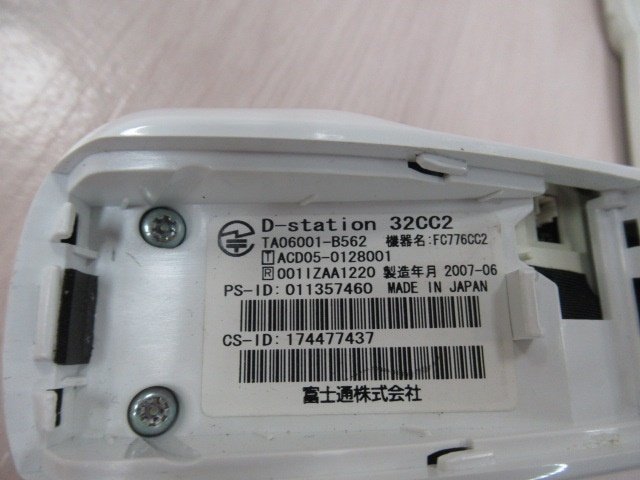 D-station 32CC2
TA06001-B562 機器名:FC776CC2
T ACD05-0128001
R 001IZAA1220 製造年月 2007-06
PS-ID: 011357460 MADE IN JAPAN
CS-ID: 174477437
富士通株式会社